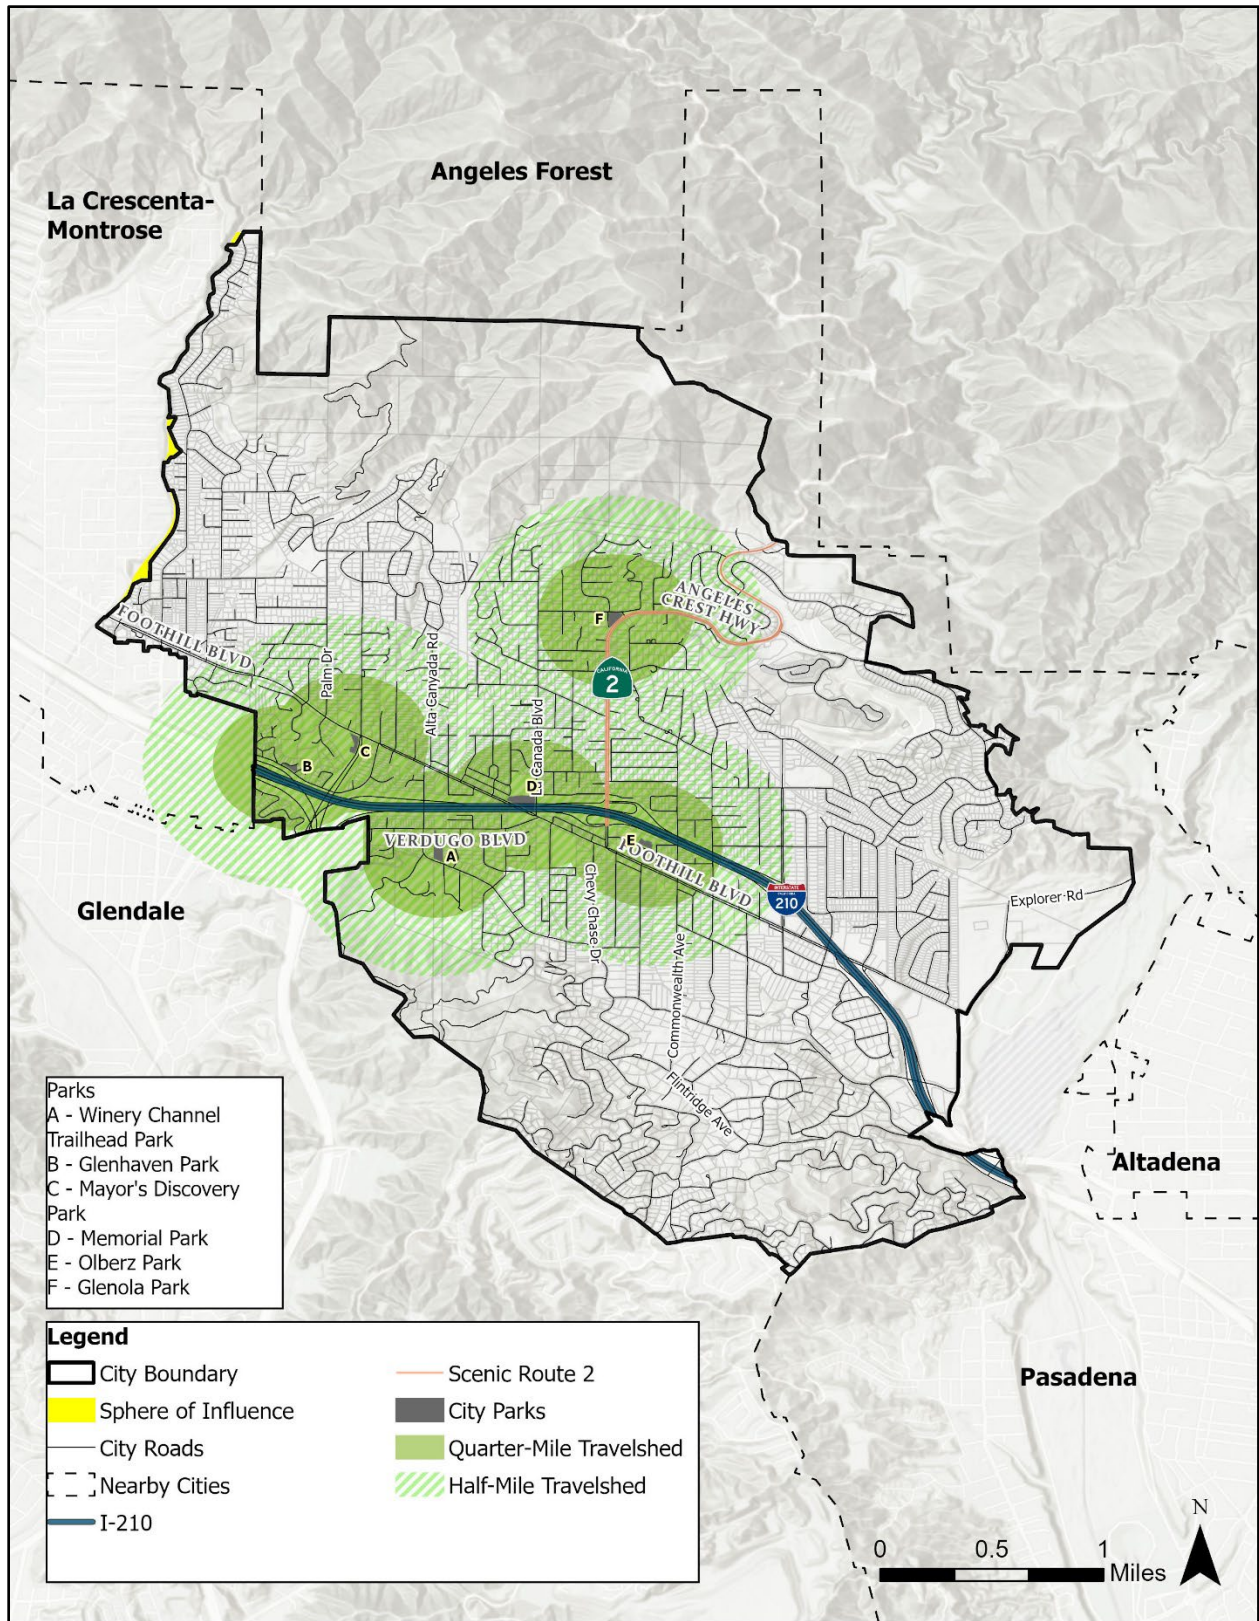 Angeles Forest
La Crescenta-
Montrose
ANGELES
CREST HWY
F
FOOTHILL BLVD
Palm Dr
Alta Canyada Rd
CALIFORNIA
2
Canada Blvd
C
B
D
VERDUGO BLVD
A
E
FOOTHILL BLVD
Chevy Chase Dr
INTERSTATE
CALIFORNIA
210
Explorer Rd
Glendale
Commonwealth Ave
Flintridge Ave
Parks
A - Winery Channel
Trailhead Park
B - Glenhaven Park
C - Mayor's Discovery
Park
D - Memorial Park
E - Olberz Park
F - Glenola Park
Altadena
Pasadena
Legend
City Boundary
Sphere of Influence
City Roads
Nearby Cities
I-210
Scenic Route 2
City Parks
Quarter-Mile Travelshed
Half-Mile Travelshed
N
0 0.5 1
Miles